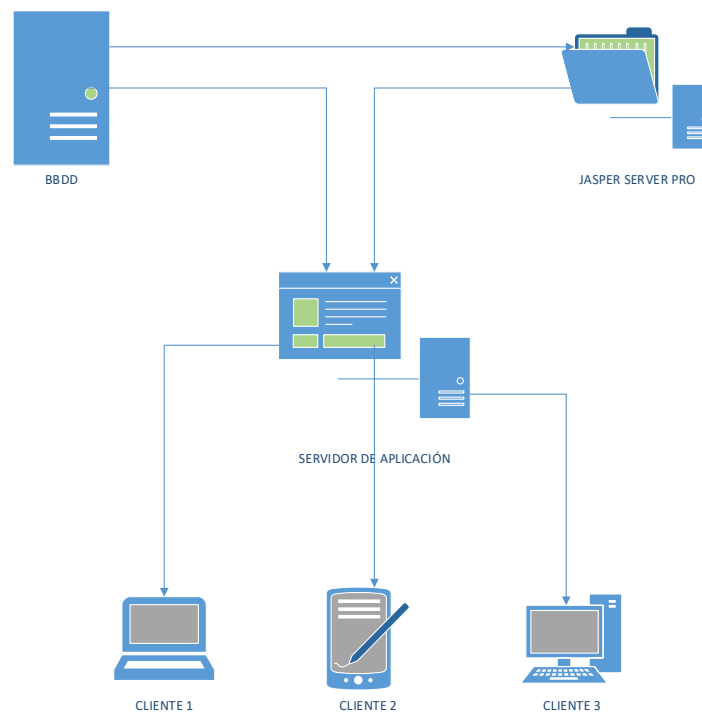 BBDD
JASPER SERVER PRO
SERVIDOR DE APLICACIÓN
CLIENTE 1
CLIENTE 2
CLIENTE 3